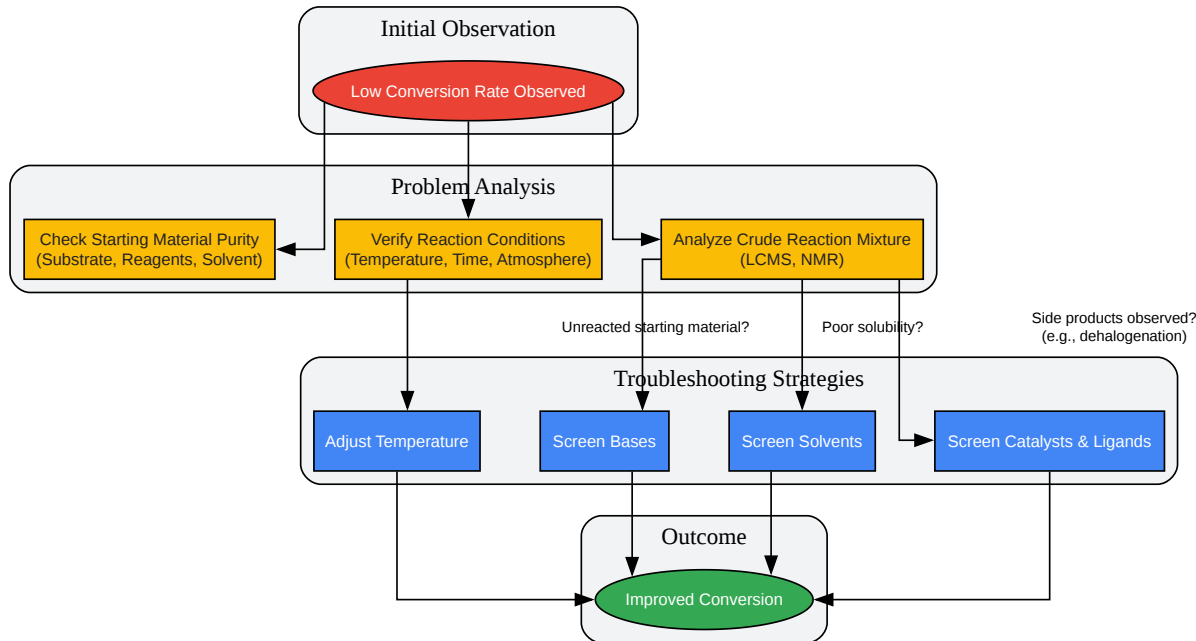 Initial Observation
Low Conversion Rate Observed
Problem Analysis
Check Starting Material Purity
(Substrate, Reagents, Solvent)
Verify Reaction Conditions
(Temperature, Time, Atmosphere)
Analyze Crude Reaction Mixture
(LCMS, NMR)
Unreacted starting material?
Poor solubility?
Side products observed?
(e.g., dehalogenation)
Troubleshooting Strategies
Adjust Temperature
Screen Bases
Screen Solvents
Screen Catalysts & Ligands
Outcome
Improved Conversion